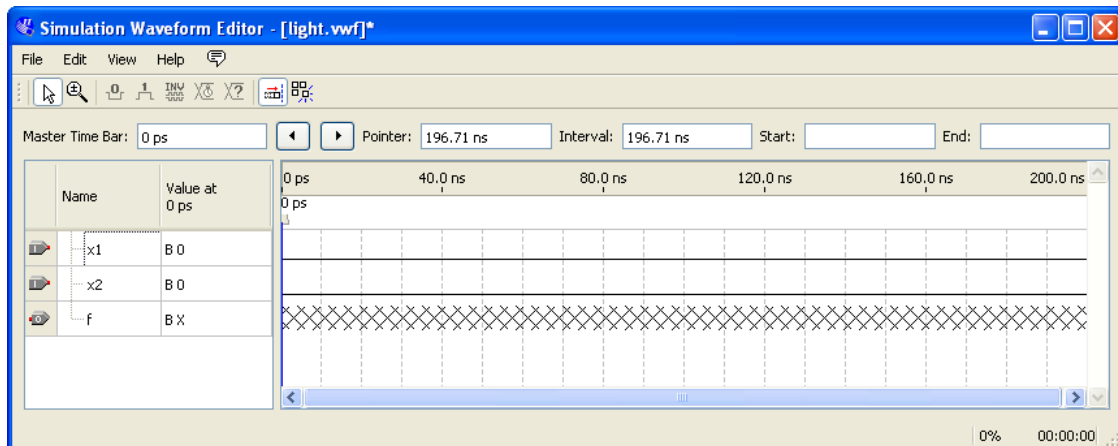 Simulation Waveform Editor - [light.vwf]*
File Edit View Help
Master Time Bar: 0 ps Pointer: 196.71 ns Interval: 196.71 ns Start: End:
Name Value at 0 ps 0 ps 40.0 ns 80.0 ns 120.0 ns 160.0 ns 200.0 ns
0 ps
x1 B 0
x2 B 0
f B X
0% 00:00:00